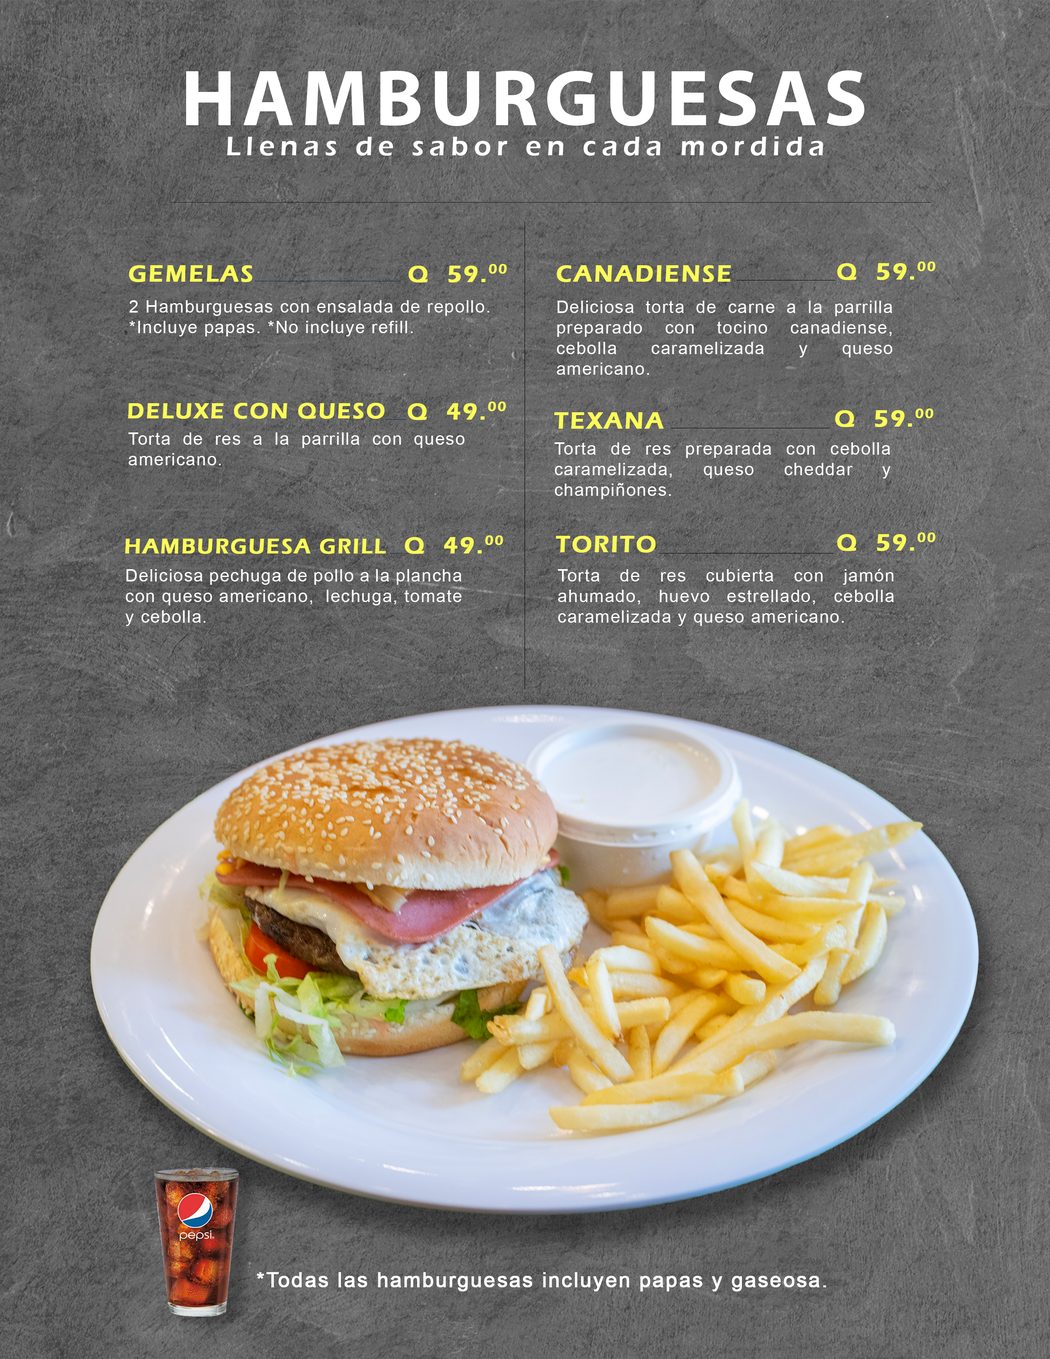 HAMBURGUESAS
Llenas de sabor en cada mordida
GEMELAS Q 59.00
2 Hamburguesas con ensalada de repollo.
*Incluye papas. *No incluye refill.
DELUXE CON QUESO Q 49.00
Torta de res a la parrilla con queso
americano.
HAMBURGUESA GRILL Q 49.00
Deliciosa pechuga de pollo a la plancha
con queso americano, lechuga, tomate
y cebolla.
CANADIENSE Q 59.00
Deliciosa torta de carne a la parrilla
preparado con tocino canadiense,
cebolla caramelizada y queso
americano.
TEXANA Q 59.00
Torta de res preparada con cebolla
caramelizada, queso cheddar y
champiñones.
TORITO Q 59.00
Torta de res cubierta con jamón
ahumado, huevo estrellado, cebolla
caramelizada y queso americano.
pepsi
*Todas las hamburguesas incluyen papas y gaseosa.